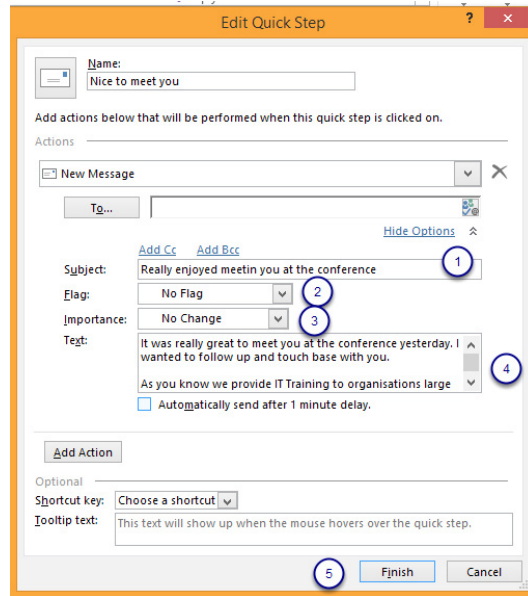 Edit Quick Step
? ×
Name:
Nice to meet you
Add actions below that will be performed when this quick step is clicked on.
Actions
New Message
To...
Hide Options
1
Add Cc Add Bcc
Subject: Really enjoyed meetin you at the conference
Flag: No Flag 2
Importance: No Change 3
Text: It was really great to meet you at the conference yesterday. I
wanted to follow up and touch base with you.
4
As you know we provide IT Training to organisations large
Automatically send after 1 minute delay.
Add Action
Optional
Shortcut key: Choose a shortcut
Tooltip text: This text will show up when the mouse hovers over the quick step.
5 Finish Cancel